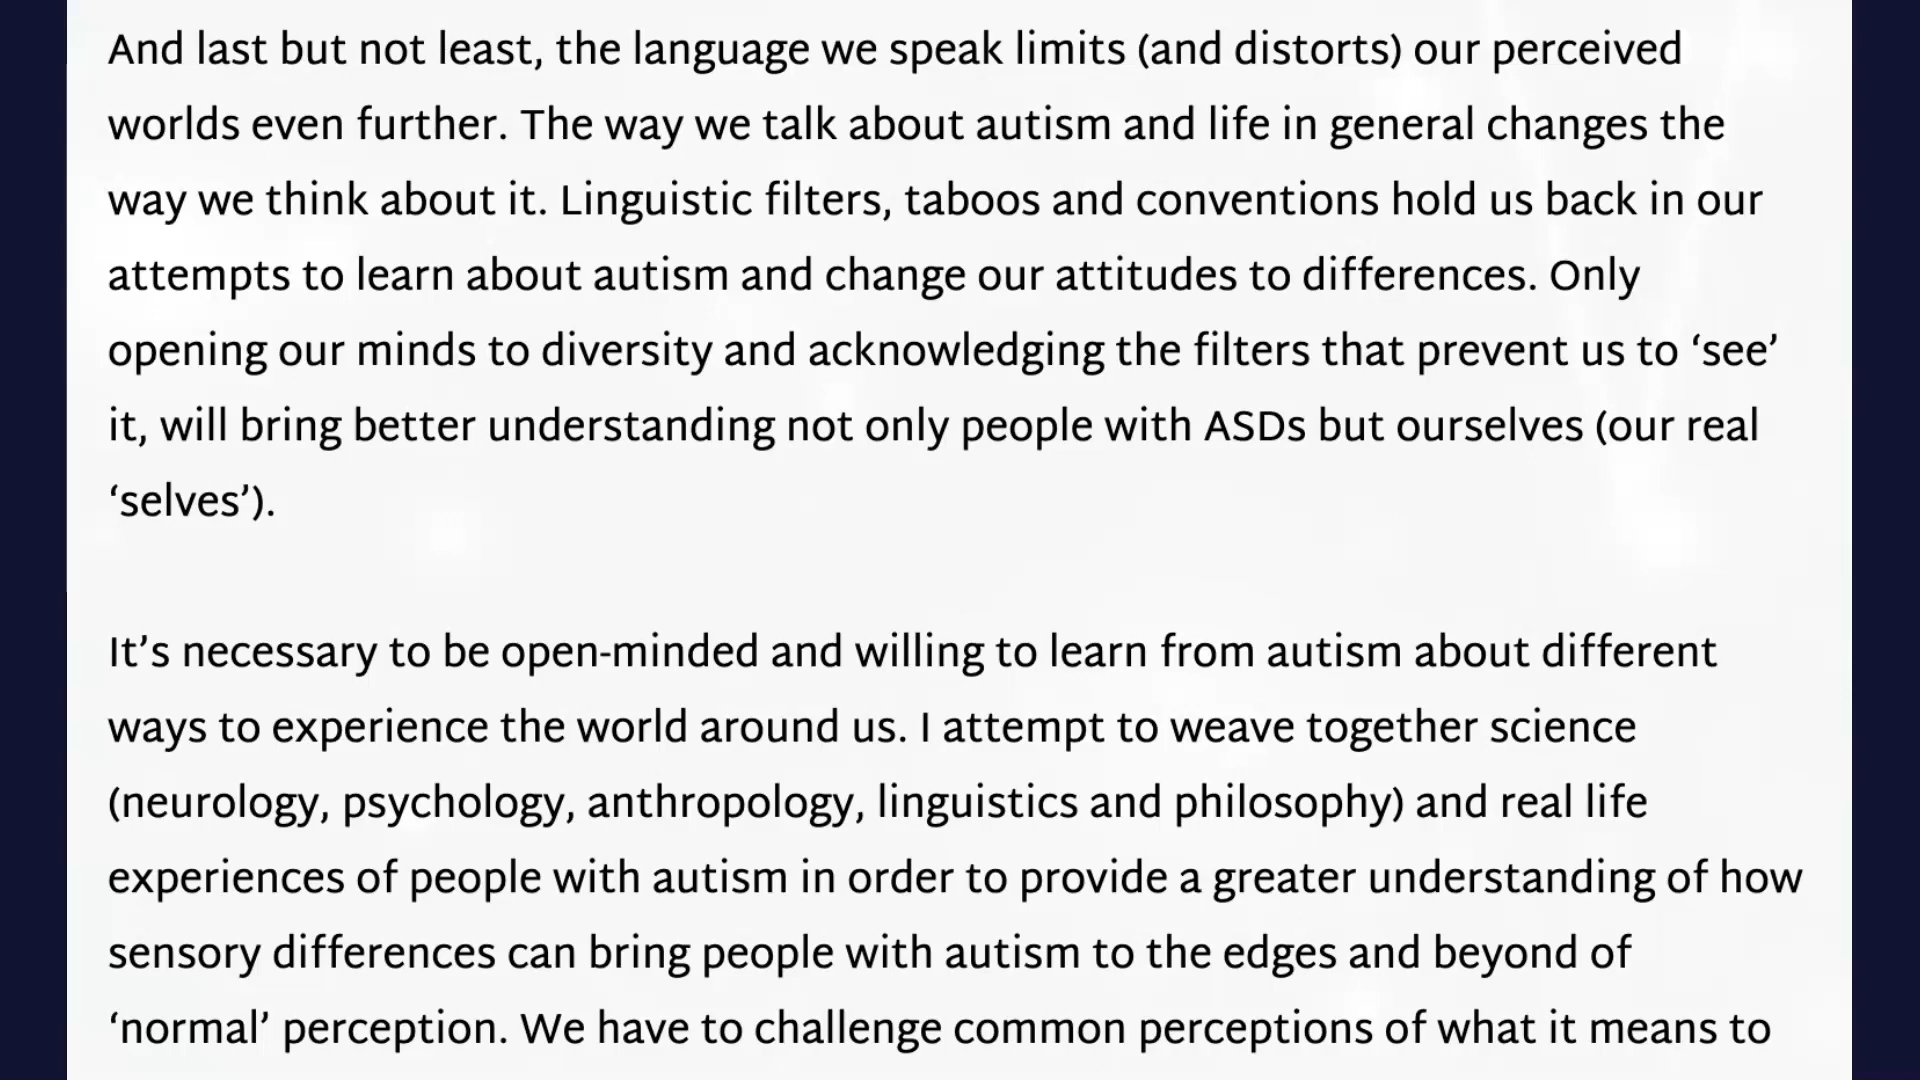 And last but not least, the language we speak limits (and distorts) our perceived
worlds even further. The way we talk about autism and life in general changes the
way we think about it. Linguistic filters, taboos and conventions hold us back in our
attempts to learn about autism and change our attitudes to differences. Only
opening our minds to diversity and acknowledging the filters that prevent us to ‘see’
it, will bring better understanding not only people with ASDs but ourselves (our real
‘selves’).
It’s necessary to be open-minded and willing to learn from autism about different
ways to experience the world around us. I attempt to weave together science
(neurology, psychology, anthropology, linguistics and philosophy) and real life
experiences of people with autism in order to provide a greater understanding of how
sensory differences can bring people with autism to the edges and beyond of
‘normal’ perception. We have to challenge common perceptions of what it means to